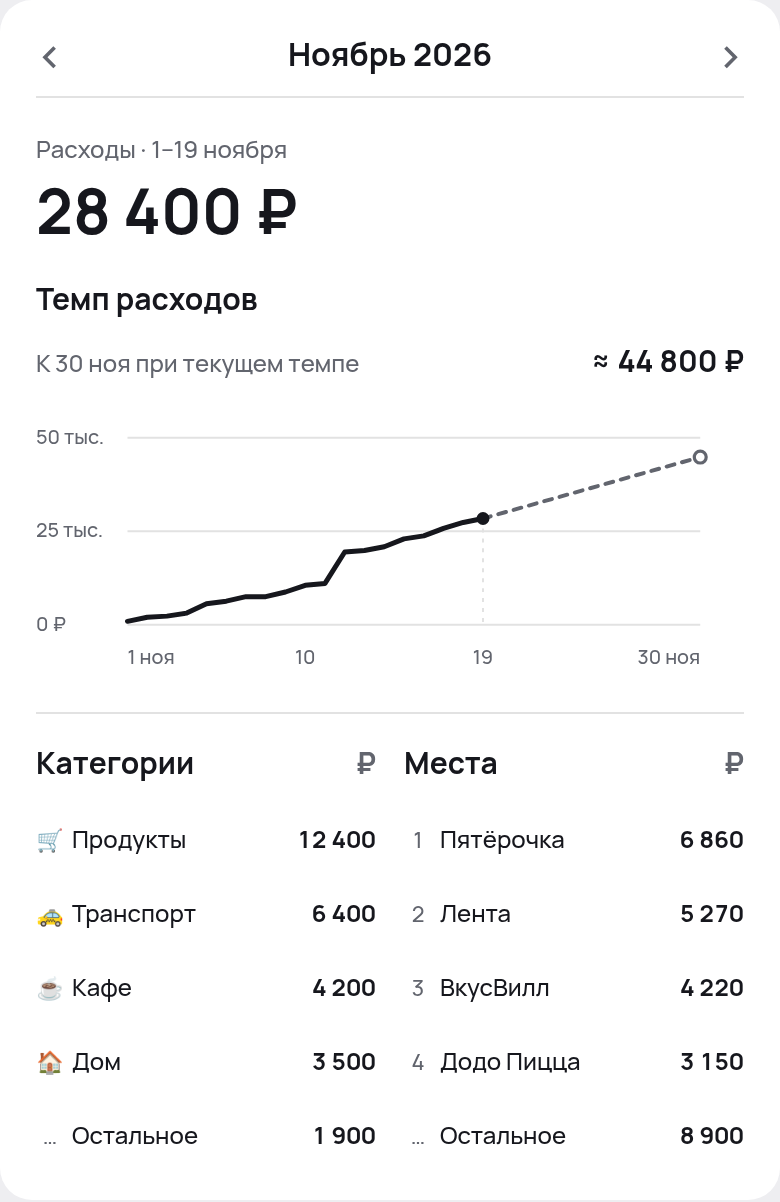 Ноябрь 2026
Расходы · 1–19 ноября
28 400 ₽
Темп расходов
К 30 ноя при текущем темпе ≈ 44 800 ₽
50 тыс.
25 тыс.
0 ₽
1 ноя 10 19 30 ноя
Категории ₽
Продукты 12 400
Транспорт 6 400
Кафе 4 200
Дом 3 500
... Остальное 1 900
Места ₽
1 Пятёрочка 6 860
2 Лента 5 270
3 ВкусВилл 4 220
4 Додо Пицца 3 150
... Остальное 8 900